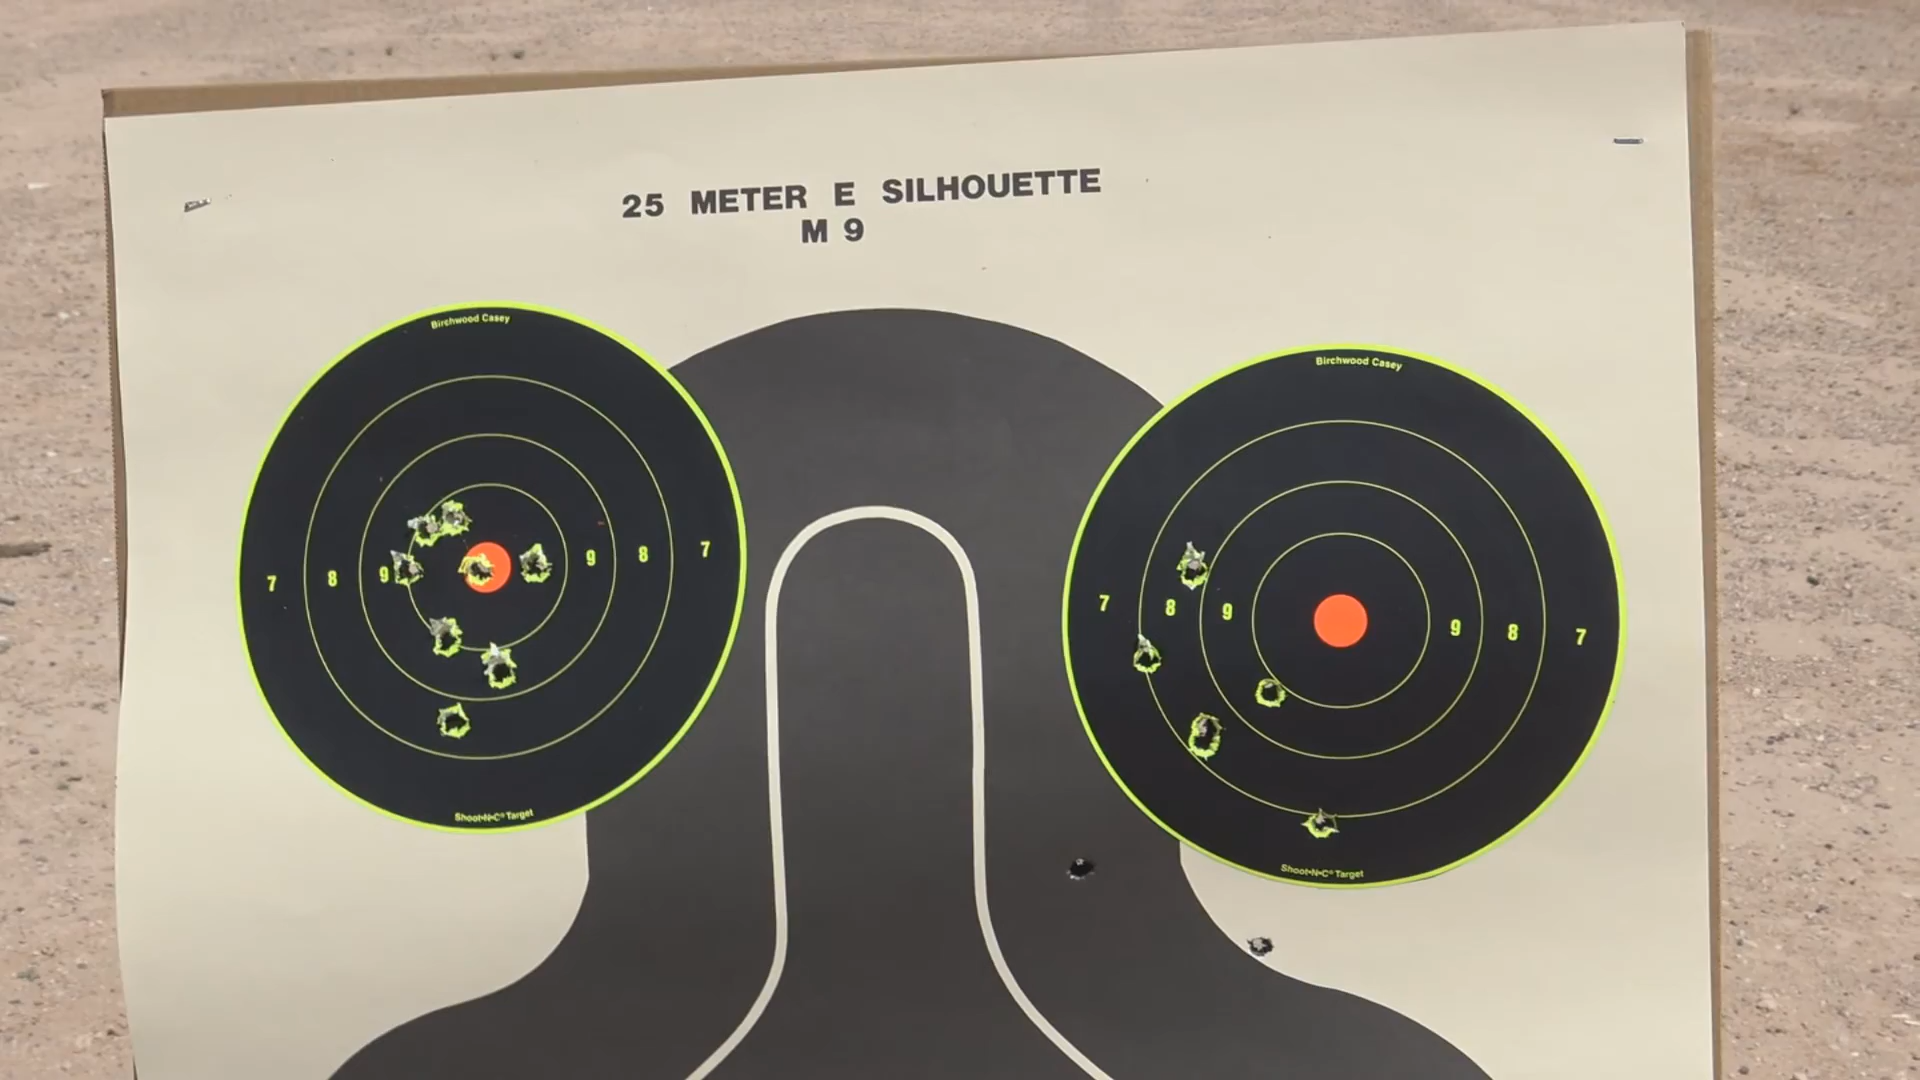 25 METER E SILHOUETTE
M 9
Birchwood Casey
7 8 9 9 8 7
Shoot•N•C® Target
Birchwood Casey
7 8 9 9 8 7
Shoot•N•C® Target